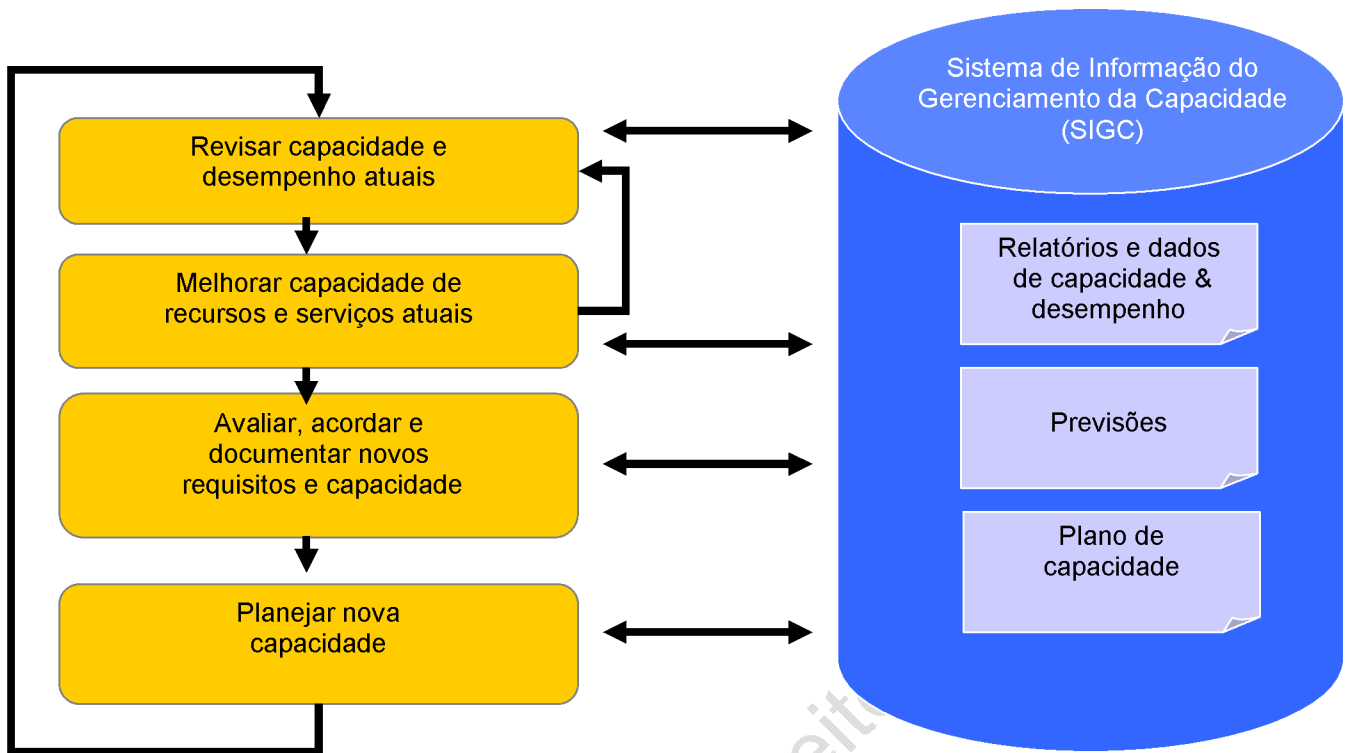 Revisar capacidade e
desempenho atuais
Melhorar capacidade de
recursos e serviços atuais
Avaliar, acordar e
documentar novos
requisitos e capacidade
Planejar nova
capacidade
Sistema de Informação do
Gerenciamento da Capacidade
(SIGC)
Relatórios e dados
de capacidade &
desempenho
Previsões
Plano de
capacidade